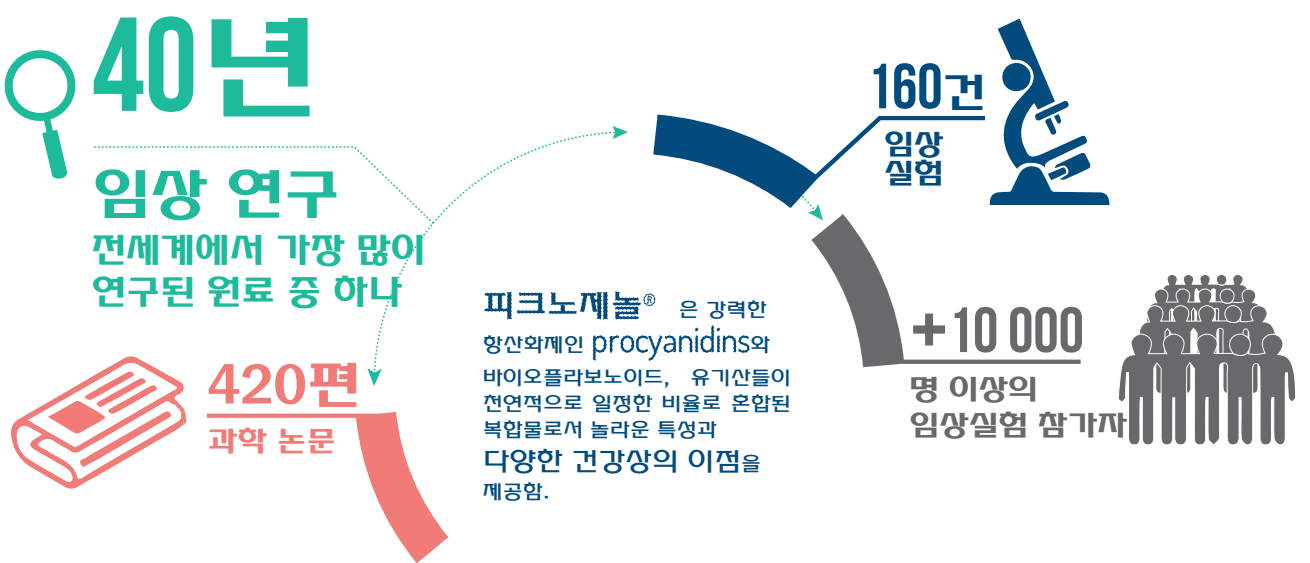 40년
임상 연구
전세계에서 가장 많이
연구된 원료 중 하나
160건
임상
실험
+10 000
명 이상의
임상실험 참가자
420편
과학 논문
피크노제놀® 은 강력한
항산화제인 procyanidins와
바이오플라보노이드, 유기산들이
천연적으로 일정한 비율로 혼합된
복합물로서 놀라운 특성과
다양한 건강상의 이점을
제공함.